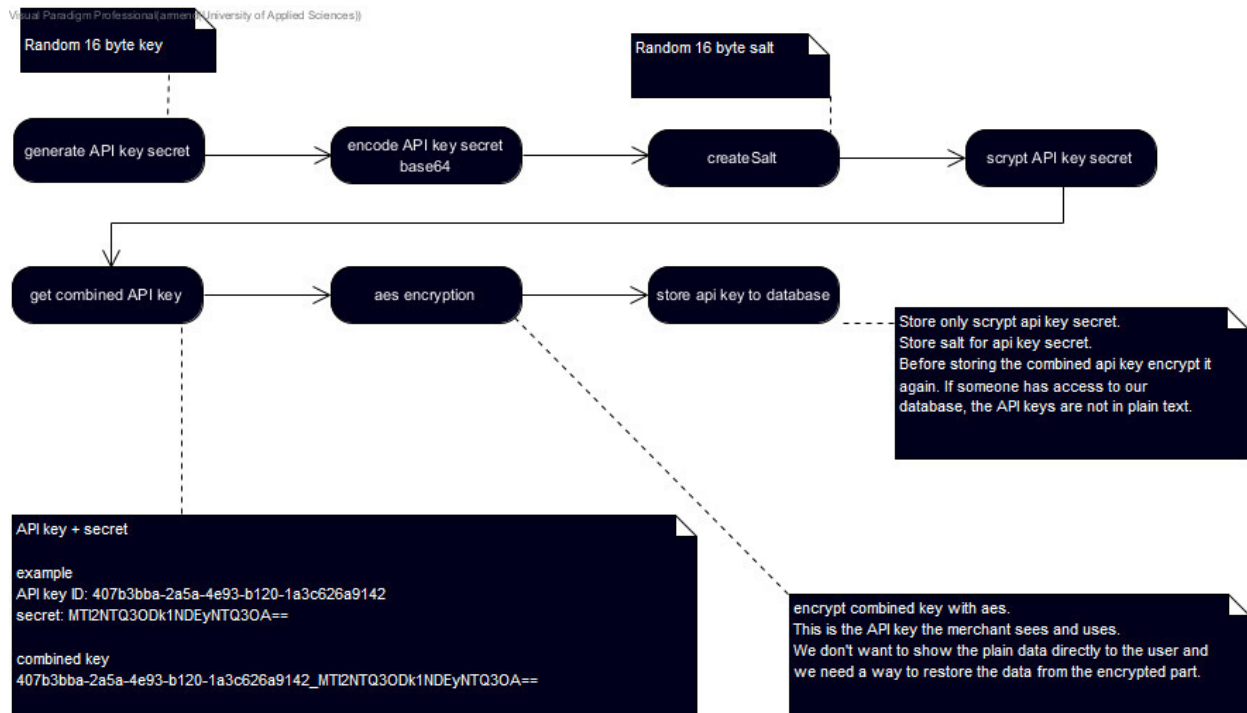 Visual Paradigm Professional(armend(University of Applied Sciences))
Random 16 byte key
Random 16 byte salt
generate API key secret
encode API key secret
base64
createSalt
scrypt API key secret
get combined API key
aes encryption
store api key to database
Store only scrypt api key secret.
Store salt for api key secret.
Before storing the combined api key encrypt it
again. If someone has access to our
database, the API keys are not in plain text.
API key + secret
example
API key ID: 407b3bba-2a5a-4e93-b120-1a3c626a9142
secret: MTI2NTQ3ODk1NDEyNTQ3OA==
combined key
407b3bba-2a5a-4e93-b120-1a3c626a9142_MTI2NTQ3ODk1NDEyNTQ3OA==
encrypt combined key with aes.
This is the API key the merchant sees and uses.
We don't want to show the plain data directly to the user and
we need a way to restore the data from the encrypted part.